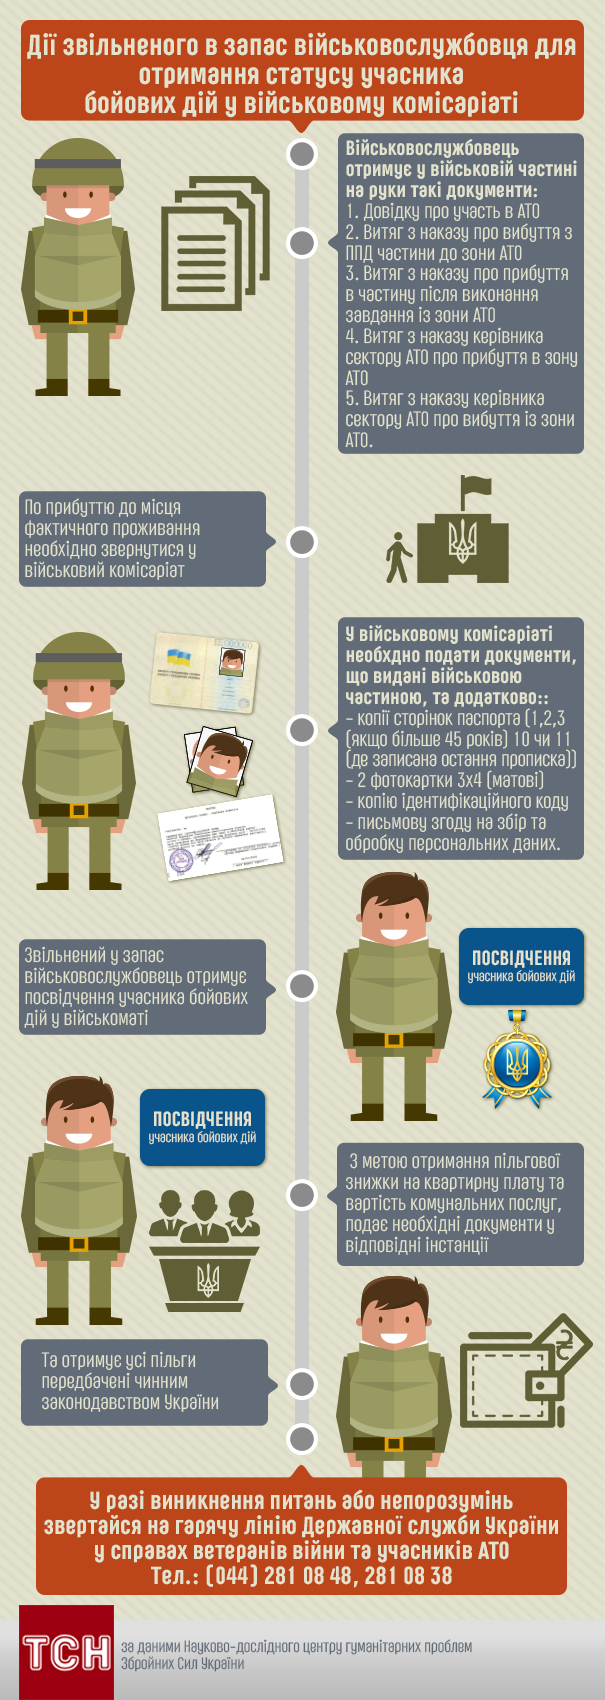 Дії звільненого в запас військовослужбовця для
отримання статусу учасника
бойових дій у військовому комісаріаті
Військовослужбовець
отримує у військовій частині
на руки такі документи:
1. Довідку про участь в АТО
2. Витяг з наказу про вибуття з
ППД частини до зони АТО
3. Витяг з наказу про прибуття
в частину після виконання
завдання із зони АТО
4. Витяг з наказу керівника
сектору АТО про прибуття в зону
АТО
5. Витяг з наказу керівника
сектору АТО про вибуття із зони
АТО.
По прибуттю до місця
фактичного проживання
необхідно звернутися у
військовий комісаріат
У військовому комісаріаті
необхдно подати документи,
що видані військовою
частиною, та додатково::
- копії сторінок паспорта (1,2,3
(якщо більше 45 років) 10 чи 11
(де записана остання прописка))
- 2 фотокартки 3х4 (матові)
- копію ідентифікаційного коду
- письмову згоду на збір та
обробку персональних даних.
Звільнений у запас
військовослужбовець отримує
посвідчення учасника бойових
дій у військоматі
ПОСВІДЧЕННЯ
учасника бойових дій
ПОСВІДЧЕННЯ
учасника бойових дій
З метою отримання пільгової
знижки на квартирну плату та
вартість комунальних послуг,
подає необхідні документи у
відповідні інстанції
Та отримує усі пільги
передбачені чинним
законодавством України
₴
У разі виникнення питань або непорозумінь
звертайся на гарячу лінію Державної служби України
у справах ветеранів війни та учасників АТО
Тел.: (044) 281 08 48, 281 08 38
ТСН
за даними Науково-дослідного центру гуманітарних проблем
Збройних Сил України